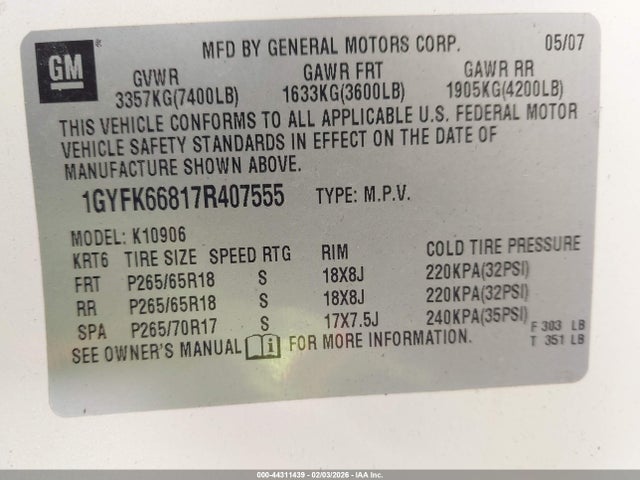 GM
MFD BY GENERAL MOTORS CORP. 05/07
GVWR GAWR FRT GAWR RR
3357KG(7400LB) 1633KG(3600LB) 1905KG(4200LB)
THIS VEHICLE CONFORMS TO ALL APPLICABLE U.S. FEDERAL MOTOR
VEHICLE SAFETY STANDARDS IN EFFECT ON THE DATE OF
MANUFACTURE SHOWN ABOVE.
1GYFK66817R407555 TYPE: M.P.V.
MODEL: K10906
KRT6 TIRE SIZE SPEED RTG RIM COLD TIRE PRESSURE
FRT P265/65R18 S 18X8J 220KPA(32PSI)
RR P265/65R18 S 18X8J 220KPA(32PSI)
SPA P265/70R17 S 17X7.5J 240KPA(35PSI)
F 303 LB
T 351 LB
SEE OWNER'S MANUAL i FOR MORE INFORMATION.
000-44311439 - 02/03/2026 - IAA Inc.